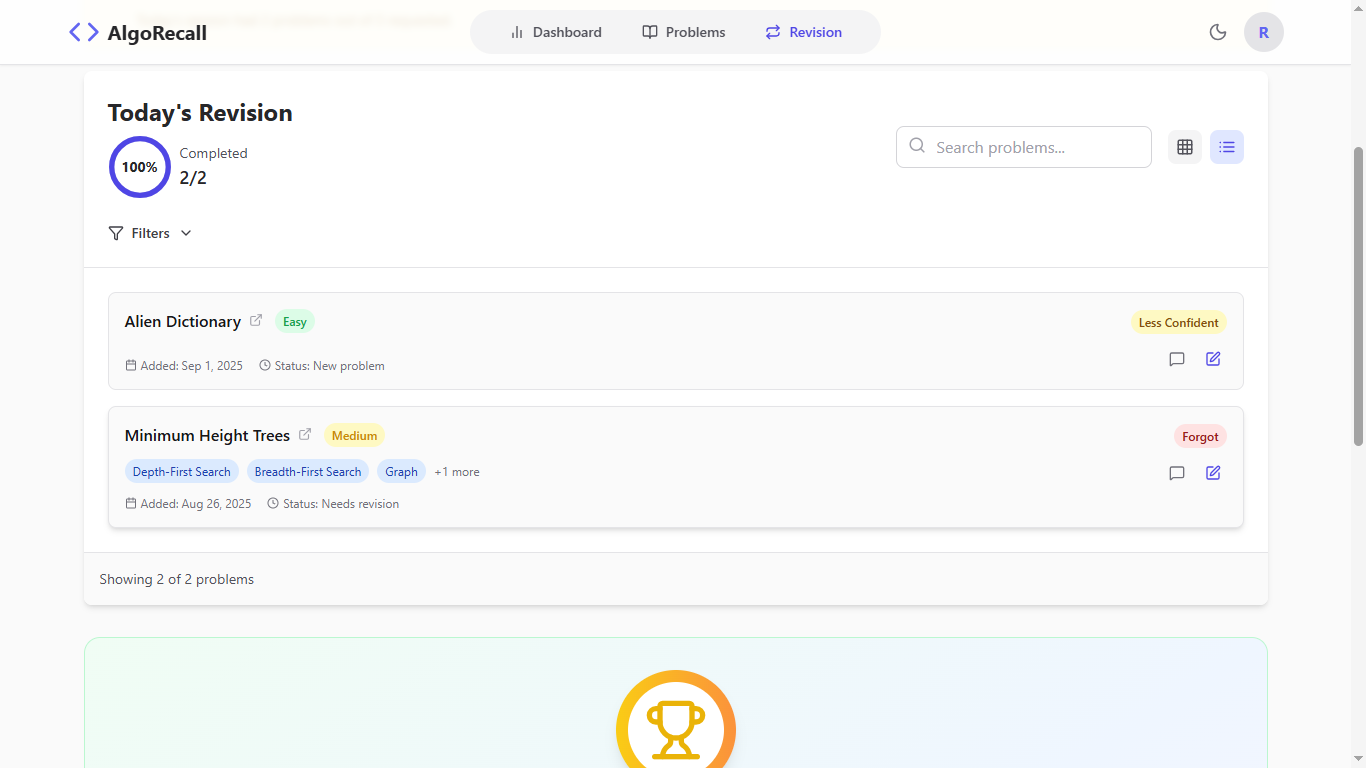 AlgoRecall
Dashboard
Problems
Revision
R
Today's Revision
100%
Completed
2/2
Search problems...
Filters
Alien Dictionary
Easy
Less Confident
Added: Sep 1, 2025
Status: New problem
Minimum Height Trees
Medium
Forgot
Depth-First Search
Breadth-First Search
Graph
+1 more
Added: Aug 26, 2025
Status: Needs revision
Showing 2 of 2 problems